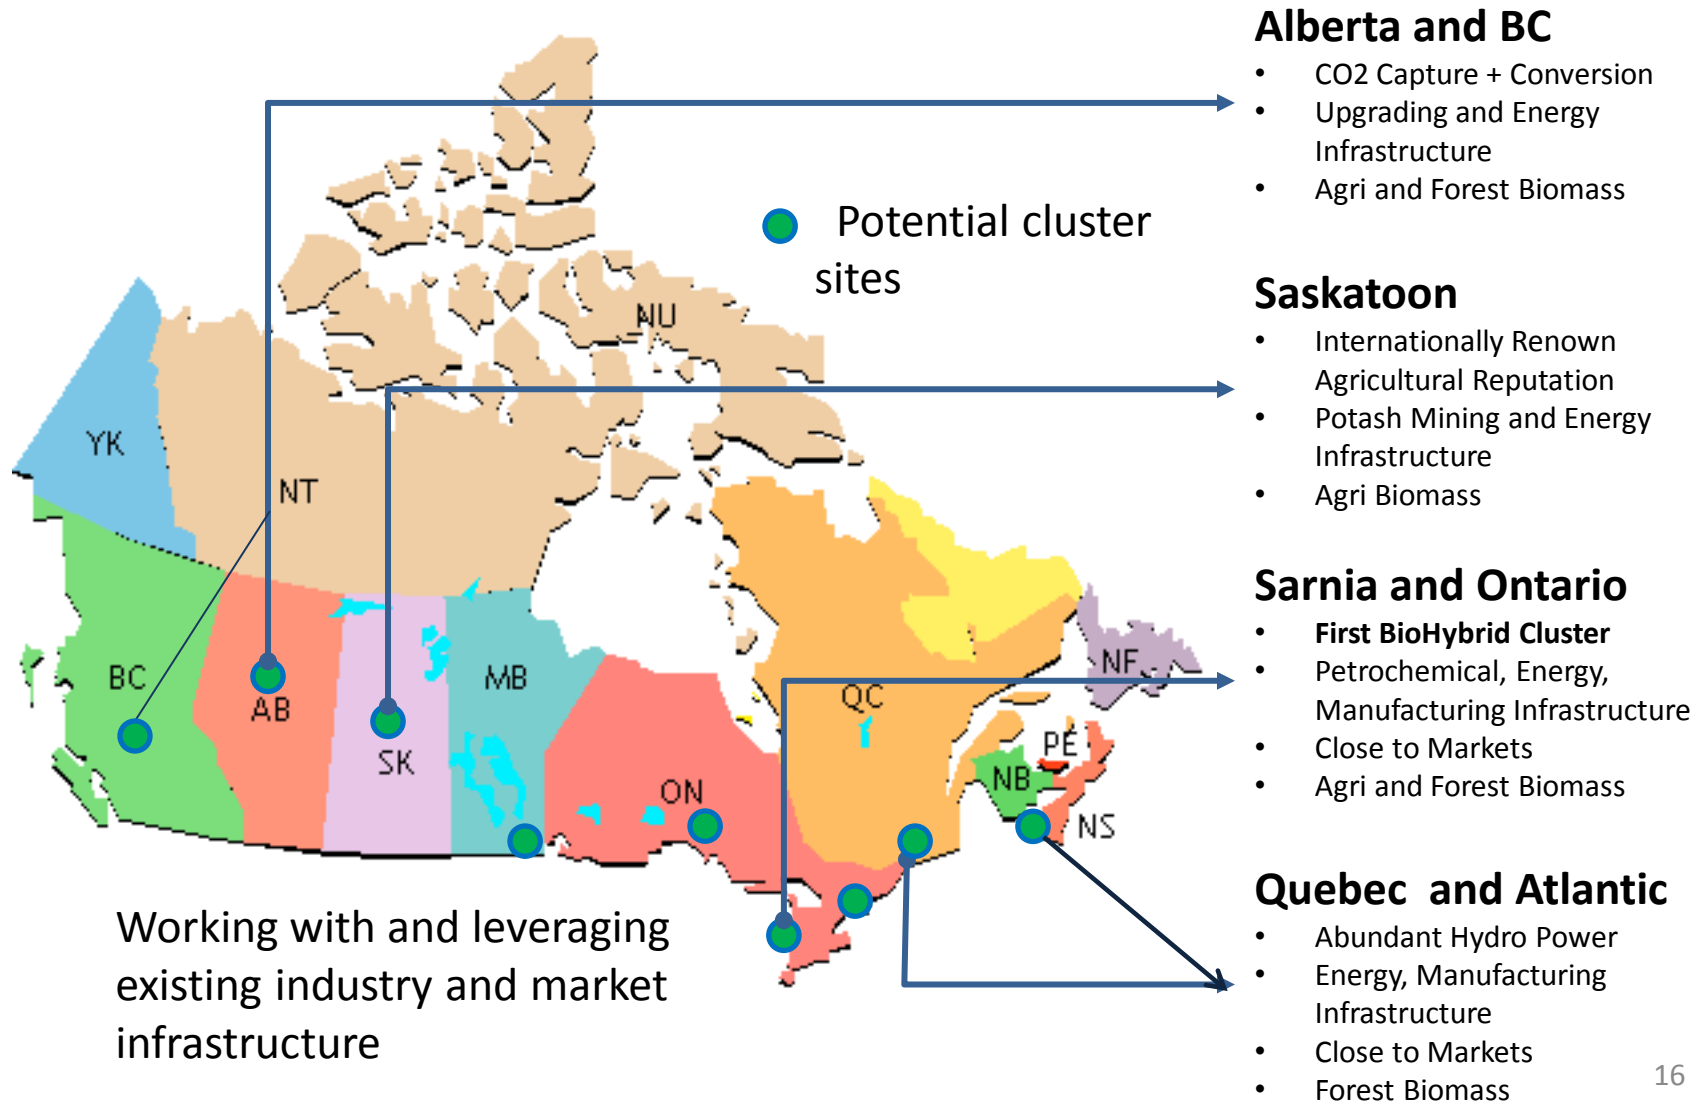 Alberta and BC
• CO2 Capture + Conversion
• Upgrading and Energy
Infrastructure
• Agri and Forest Biomass
Potential cluster
sites
Saskatoon
• Internationally Renown
Agricultural Reputation
• Potash Mining and Energy
Infrastructure
• Agri Biomass
Sarnia and Ontario
• First BioHybrid Cluster
• Petrochemical, Energy,
Manufacturing Infrastructure
• Close to Markets
• Agri and Forest Biomass
Quebec and Atlantic
• Abundant Hydro Power
• Energy, Manufacturing
Infrastructure
• Close to Markets
• Forest Biomass
NU
YK
NT
BC
AB
SK
MB
ON
QC
NF
PE
NB
NS
Working with and leveraging
existing industry and market
infrastructure
16